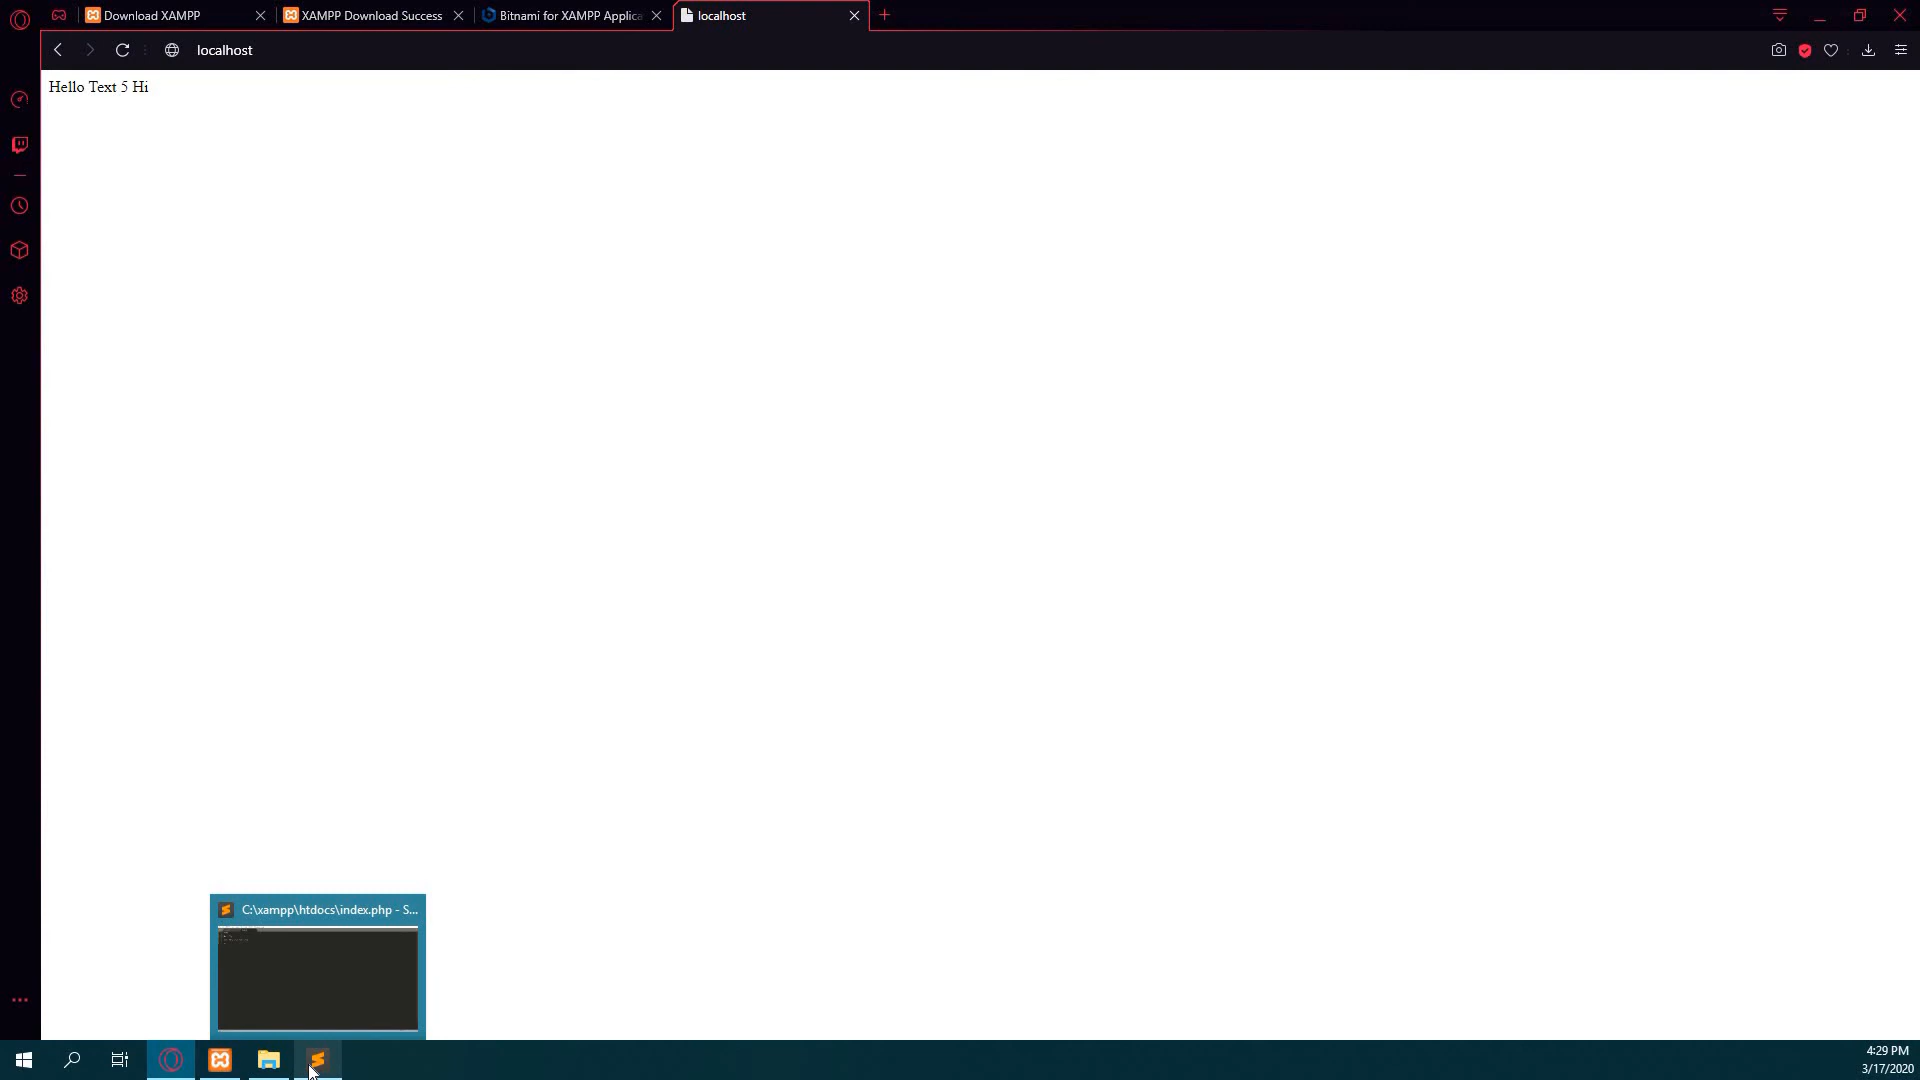 Download XAMPP
XAMPP Download Success
Bitnami for XAMPP Applica
localhost
localhost
Hello Text 5 Hi
C:\xampp\htdocs\index.php - S...
4:29 PM
3/17/2020